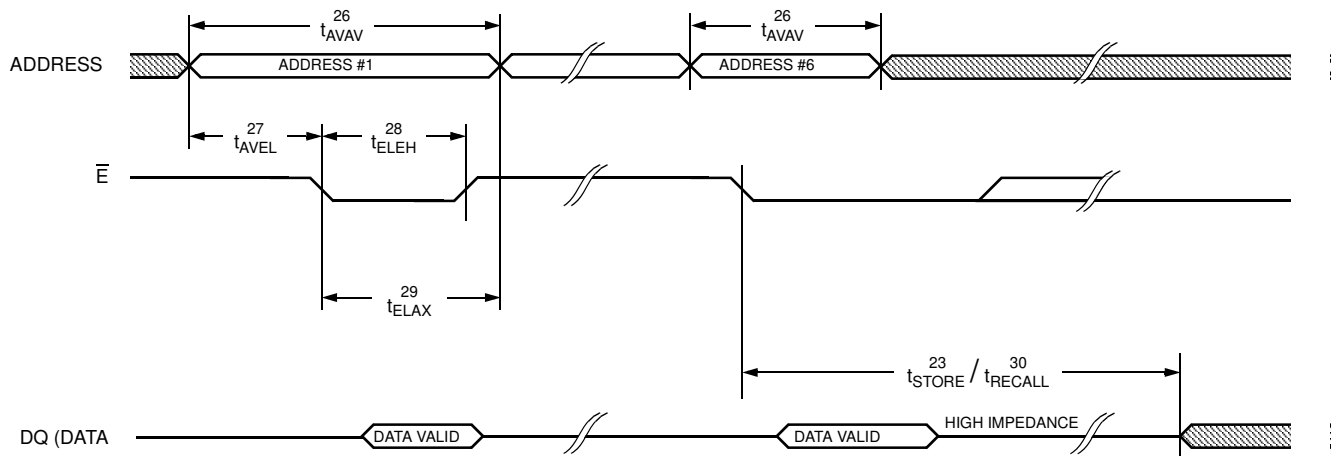 26
tAVAV
26
tAVAV
ADDRESS
ADDRESS #1
ADDRESS #6
27
tAVEL
28
tELEH
E
29
tELAX
23 30
tSTORE / tRECALL
DQ (DATA
DATA VALID
DATA VALID
HIGH IMPEDANCE